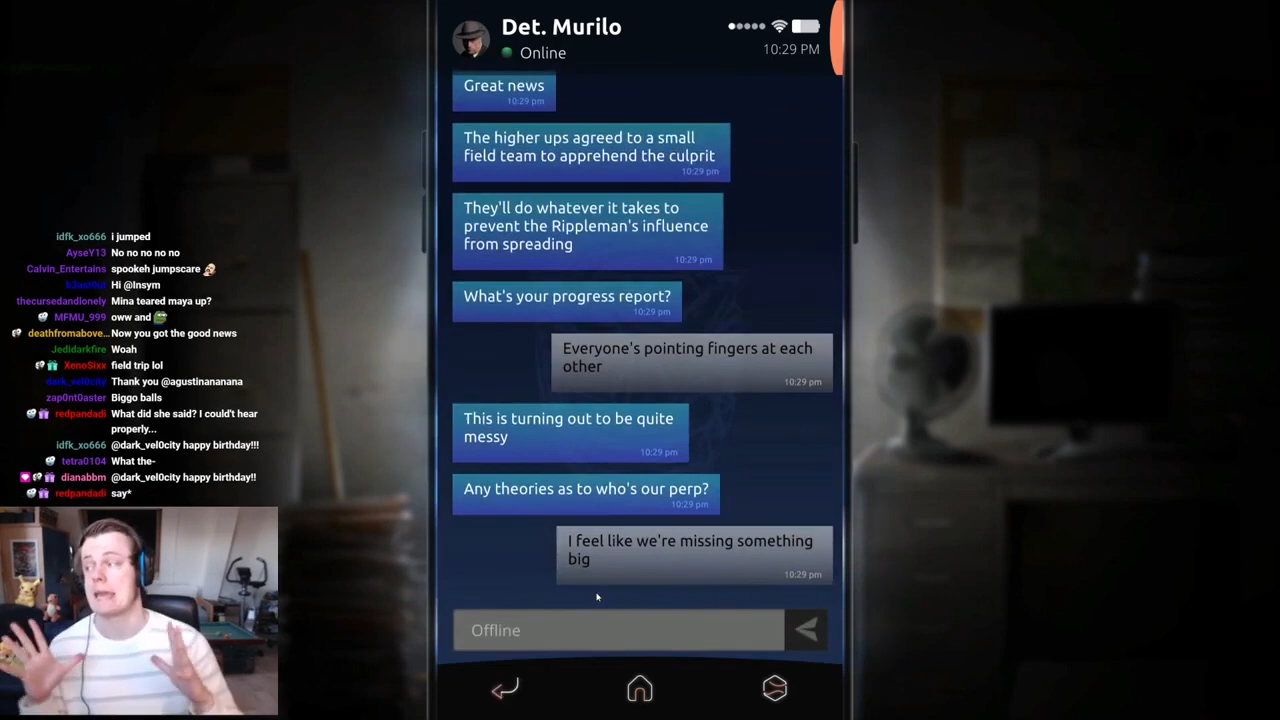 Det. Murilo
Online
10:29 PM
Great news
10:29 pm
The higher ups agreed to a small
field team to apprehend the culprit
10:29 pm
They'll do whatever it takes to
prevent the Rippleman's influence
from spreading
10:29 pm
What's your progress report?
10:29 pm
Everyone's pointing fingers at each
other
10:29 pm
This is turning out to be quite
messy
10:29 pm
Any theories as to who's our perp?
10:29 pm
I feel like we're missing something
big
10:29 pm
Offline
idfk_xo666 i jumped
AyseY13 No no no no no
Calvin_Entertains spookeh jumpscare
Hi @Insym
thecursedandlonely Mina teared maya up?
MFMU_999 oww and
deathfromabove... Now you got the good news
Jedidarkfire Woah
XenoSixx field trip lol
dark_vel0city Thank you @agustinananana
zap0nt0aster Biggo balls
redpandadi What did she said? I could't hear
properly...
idfk_xo666 @dark_vel0city happy birthday!!!
tetra0104 What the-
dianabbm @dark_vel0city happy birthday!!
redpandadi say*